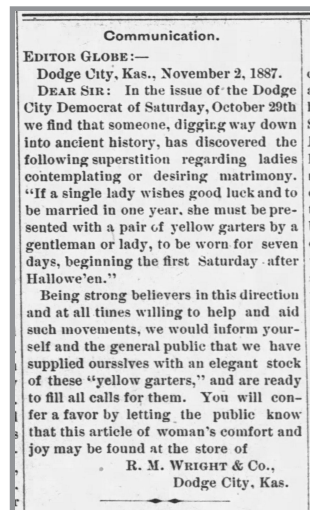 Communication.
EDITOR GLOBE:—
Dodge City, Kas., November 2, 1887.
DEAR SIR: In the issue of the Dodge
City Democrat of Saturday, October 29th
we find that someone, digging way down
into ancient history, has discovered the
following superstition regarding ladies
contemplating or desiring matrimony.
"If a single lady wishes good luck and to
be married in one year. she must be pre-
sented with a pair of yellow garters by a
gentleman or lady, to be worn for seven
days, beginning the first Saturday after
Hallowe'en."
Being strong believers in this direction
and at all times willing to help and aid
such movements, we would inform your-
self and the general public that we have
supplied oursslves with an elegant stock
of these "yellow garters," and are ready
to fill all calls for them. You will con-
fer a favor by letting the public know
that this article of woman's comfort and
joy may be found at the store of
R. M. WRIGHT & Co.,
Dodge City, Kas.